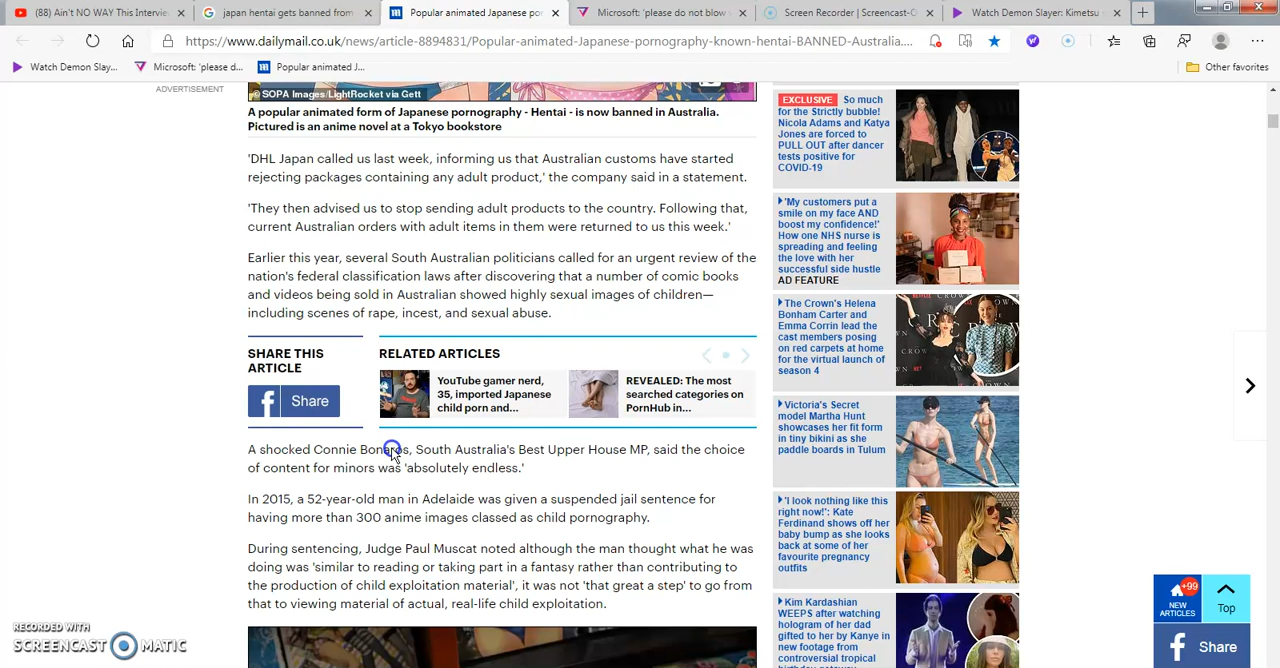 (88) Ain't NO WAY This Intervie
japan hentai gets banned from
Popular animated Japanese por
Microsoft: 'please do not blow v
Screen Recorder | Screencast-O
Watch Demon Slayer: Kimetsu
https://www.dailymail.co.uk/news/article-8894831/Popular-animated-Japanese-pornography-known-hentai-BANNED-Australia....
Watch Demon Slay...
Microsoft: 'please d...
Popular animated J...
Other favorites
ADVERTISEMENT
© SOPA Images/LightRocket via Gett
A popular animated form of Japanese pornography - Hentai - is now banned in Australia.
Pictured is an anime novel at a Tokyo bookstore
'DHL Japan called us last week, informing us that Australian customs have started
rejecting packages containing any adult product,' the company said in a statement.
'They then advised us to stop sending adult products to the country. Following that,
current Australian orders with adult items in them were returned to us this week.'
Earlier this year, several South Australian politicians called for an urgent review of the
nation's federal classification laws after discovering that a number of comic books
and videos being sold in Australian showed highly sexual images of children—
including scenes of rape, incest, and sexual abuse.
SHARE THIS
ARTICLE
Share
RELATED ARTICLES
YouTube gamer nerd,
35, imported Japanese
child porn and...
REVEALED: The most
searched categories on
PornHub in...
A shocked Connie Bonaros, South Australia's Best Upper House MP, said the choice
of content for minors was 'absolutely endless.'
In 2015, a 52-year-old man in Adelaide was given a suspended jail sentence for
having more than 300 anime images classed as child pornography.
During sentencing, Judge Paul Muscat noted although the man thought what he was
doing was 'similar to reading or taking part in a fantasy rather than contributing to
the production of child exploitation material', it was not 'that great a step' to go from
that to viewing material of actual, real-life child exploitation.
EXCLUSIVE So much
for the Strictly bubble!
Nicola Adams and Katya
Jones are forced to
PULL OUT after dancer
tests positive for
COVID-19
'My customers put a
smile on my face AND
boost my confidence!'
How one NHS nurse is
spreading and feeling
the love with her
successful side hustle
AD FEATURE
The Crown's Helena
Bonham Carter and
Emma Corrin lead the
cast members posing
on red carpets at home
for the virtual launch of
season 4
Victoria's Secret
model Martha Hunt
showcases her fit form
in tiny bikini as she
paddle boards in Tulum
'I look nothing like this
right now!': Kate
Ferdinand shows off her
baby bump as she looks
back at some of her
favourite pregnancy
outfits
Kim Kardashian
WEEPS after watching
hologram of her dad
gifted to her by Kanye in
new footage from
controversial tropical
+99
NEW
ARTICLES
Top
Share
RECORDED WITH
SCREENCAST MATIC